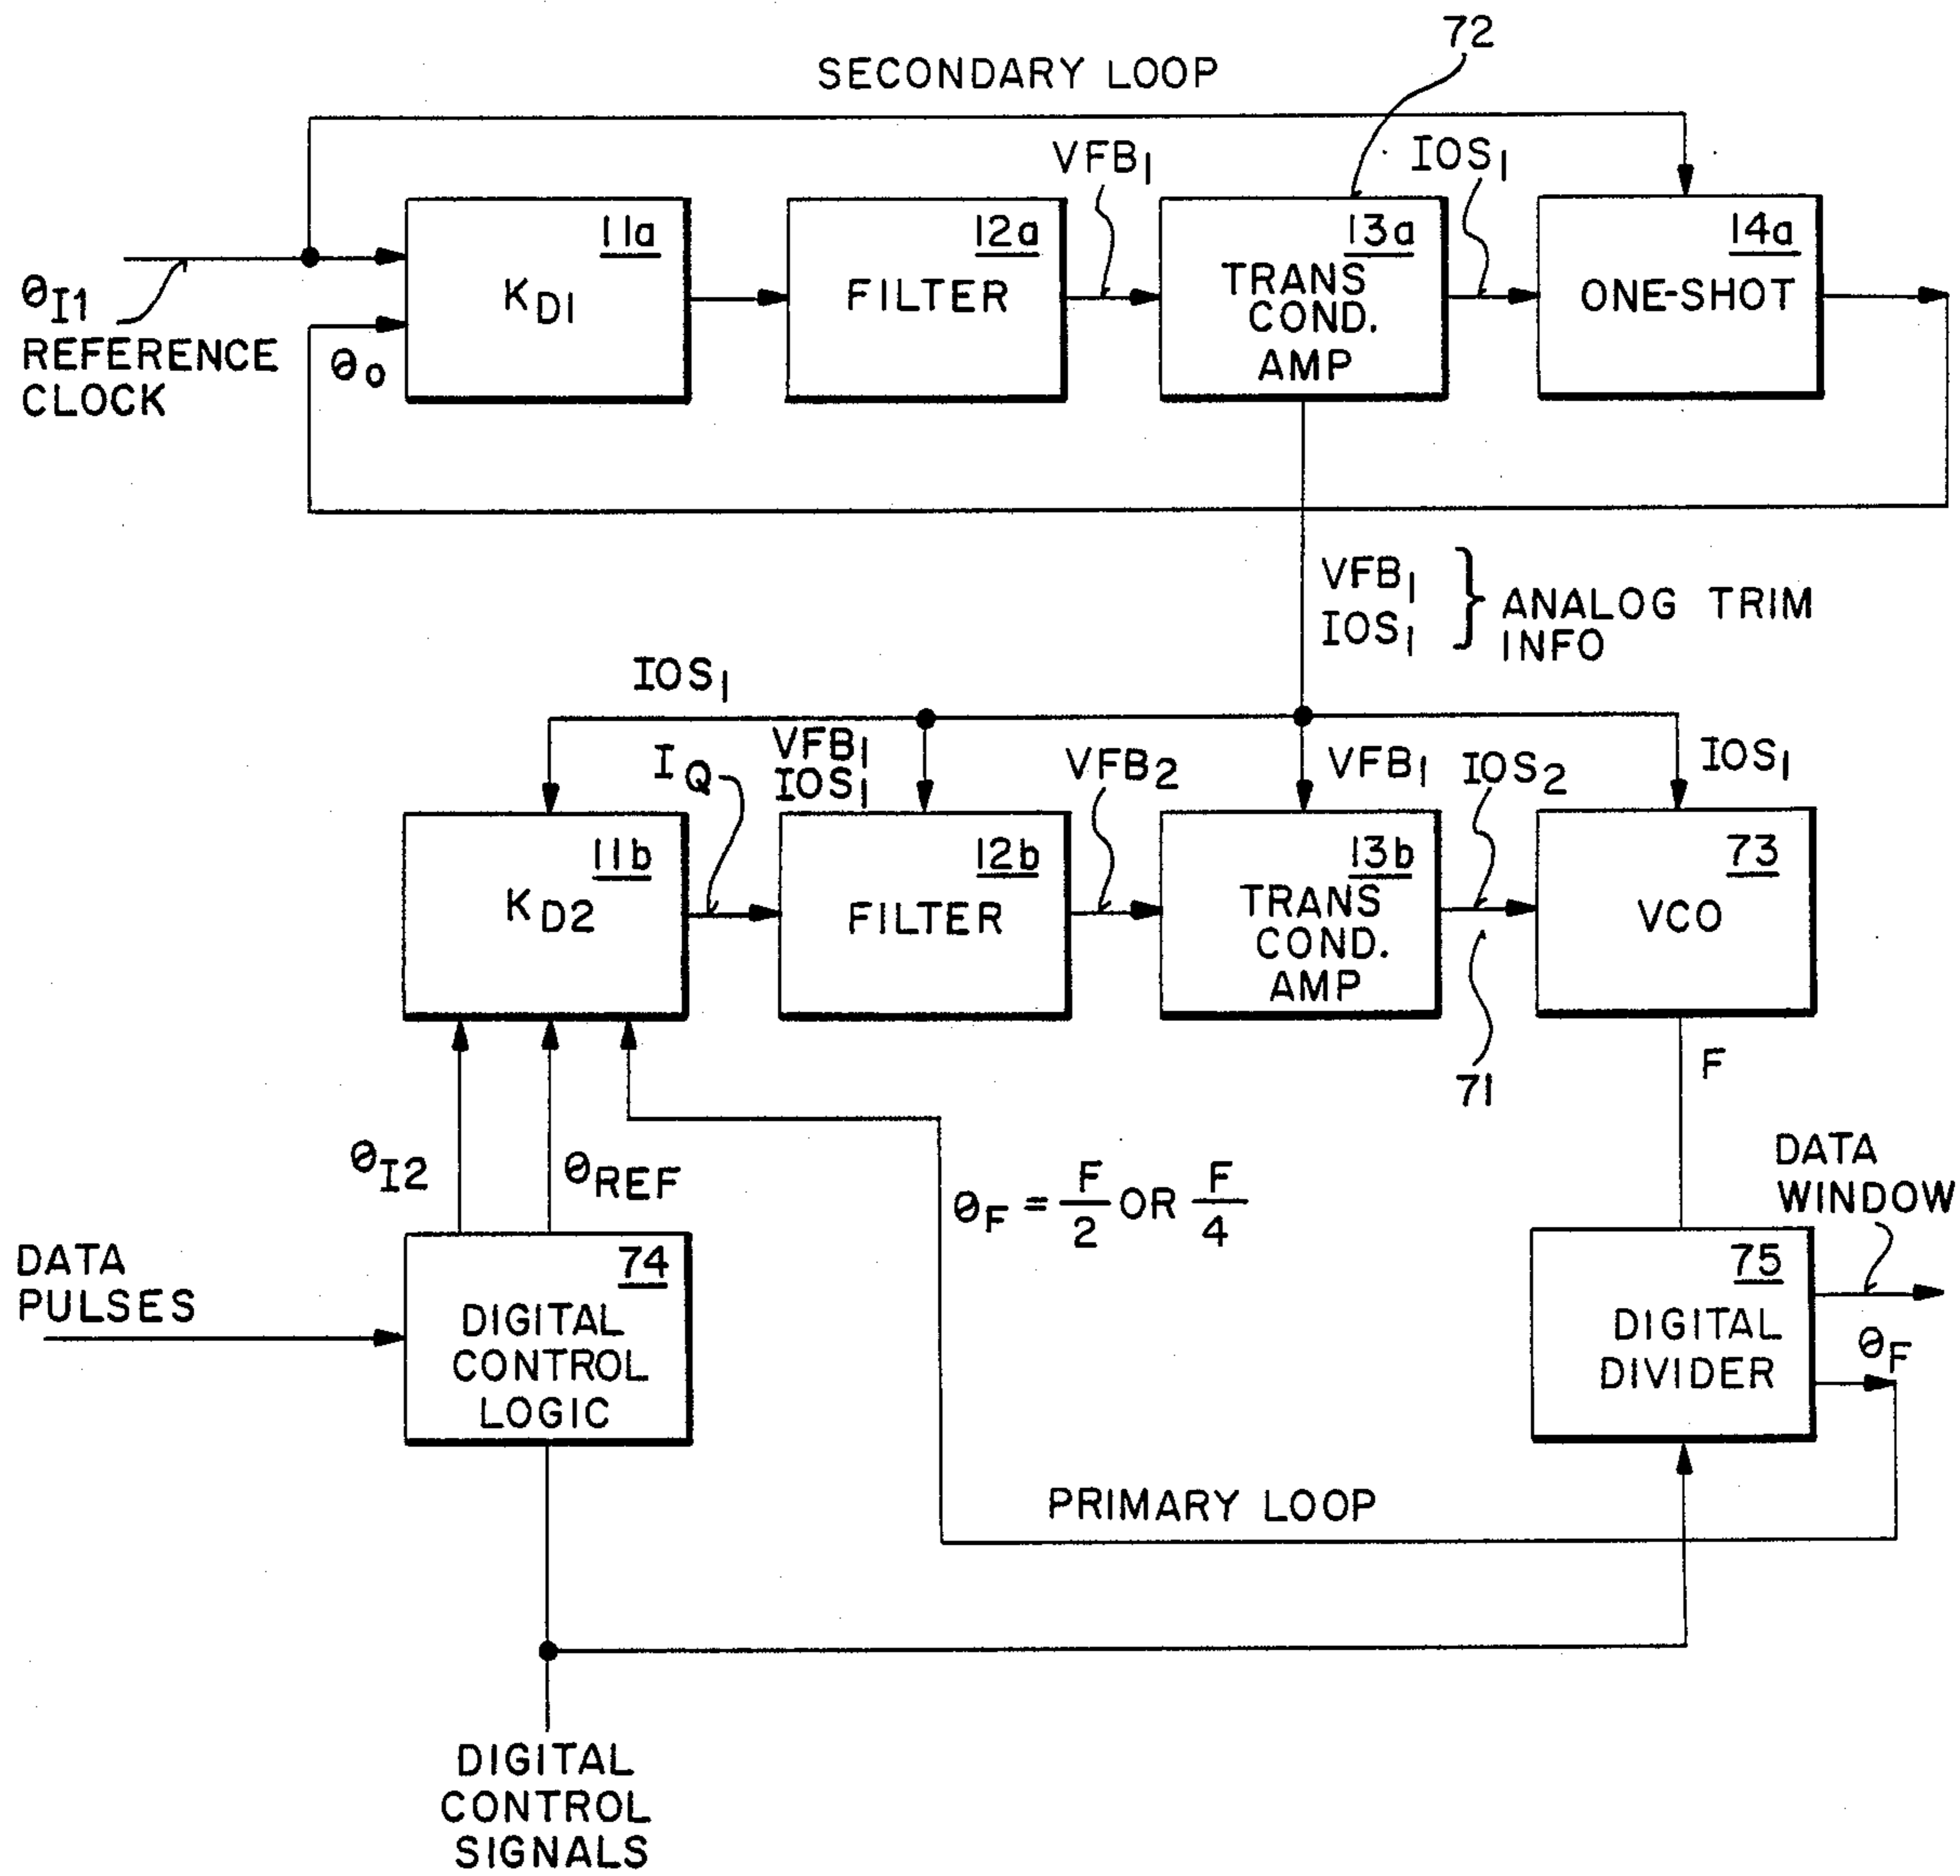 72
SECONDARY LOOP
VFB1
IOS1
11a
KD1
12a
FILTER
13a
TRANS
COND.
AMP
14a
ONE-SHOT
θI1
REFERENCE
CLOCK
θo
VFB1
IOS1
ANALOG TRIM
INFO
IOS1
IQ
VFB1
IOS1
VFB2
VFB1
IOS2
IOS1
11b
KD2
12b
FILTER
13b
TRANS
COND.
AMP
73
VCO
71
F
θI2
θREF
θF = F/2 OR F/4
DATA
WINDOW
DATA
PULSES
74
DIGITAL
CONTROL
LOGIC
75
DIGITAL
DIVIDER
θF
PRIMARY LOOP
DIGITAL
CONTROL
SIGNALS